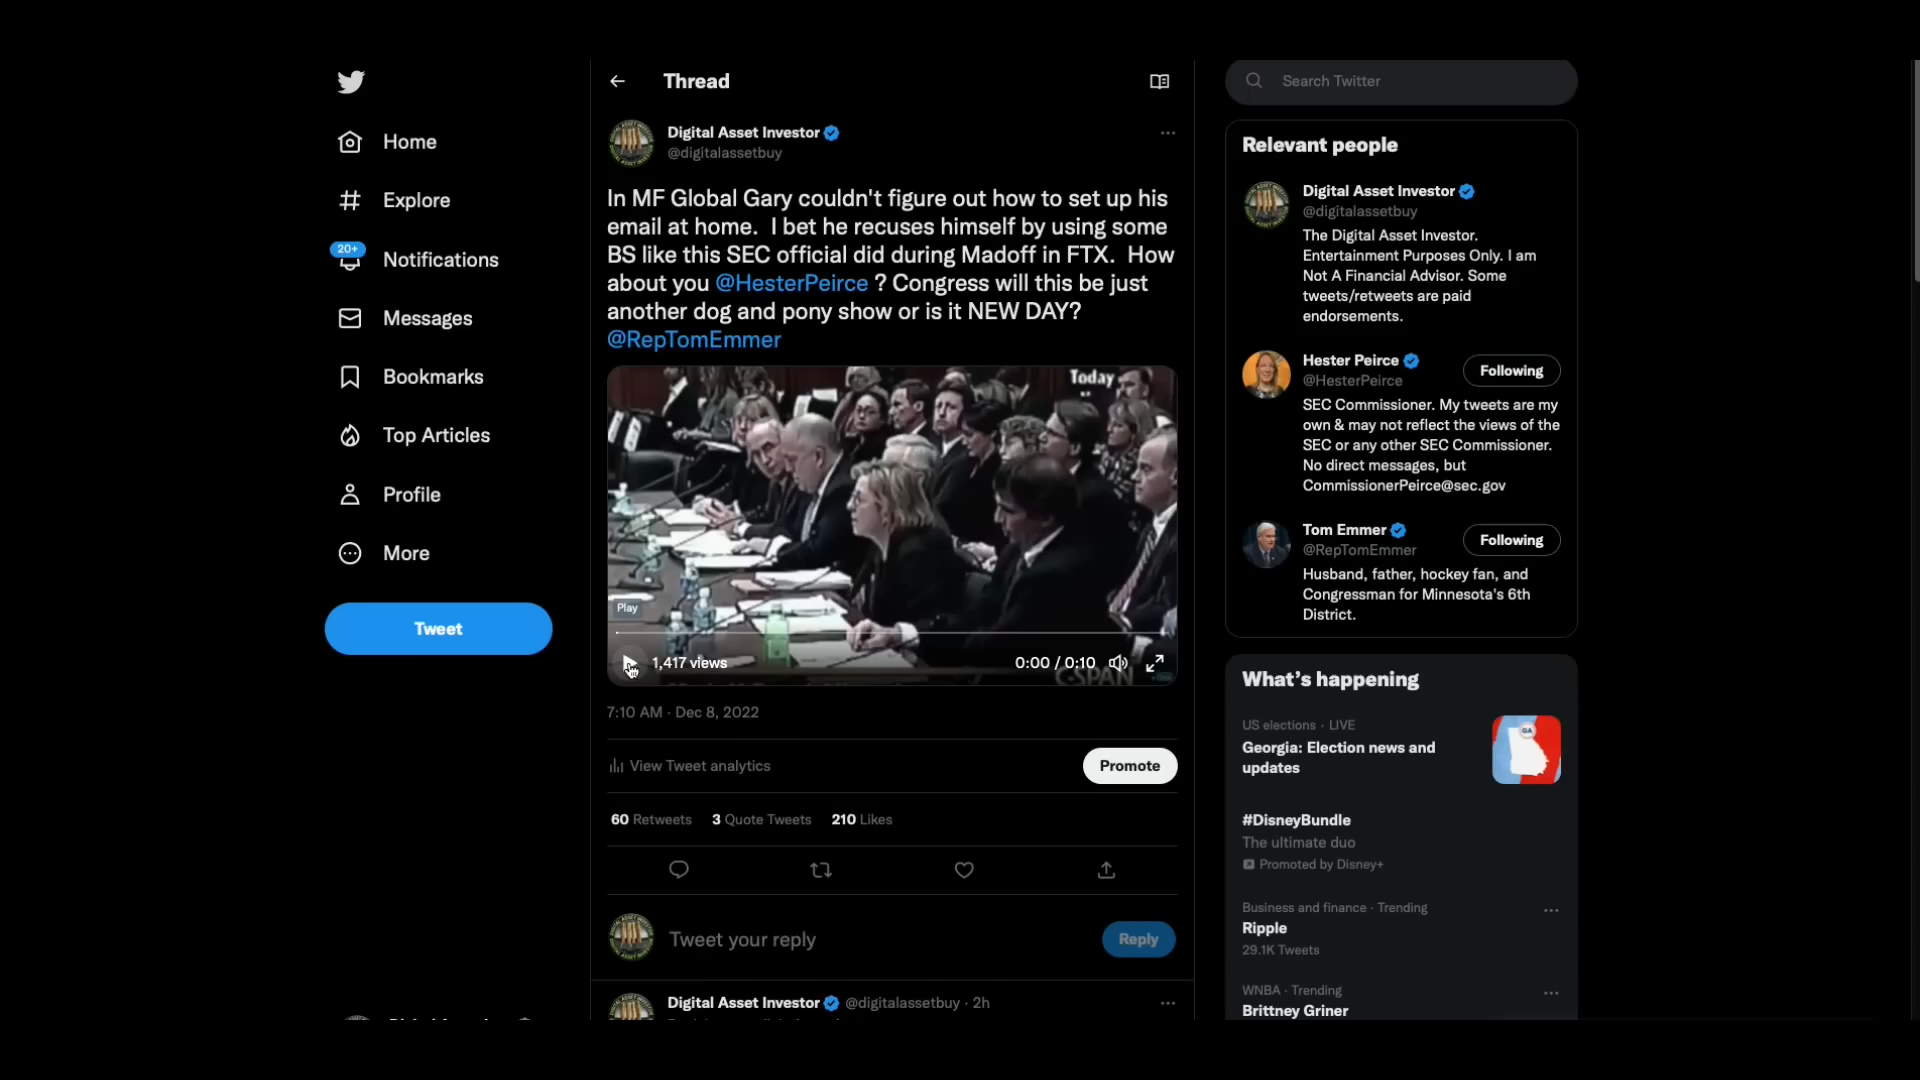 Home
Explore
20+
Notifications
Messages
Bookmarks
Top Articles
Profile
More
Tweet
Thread
Digital Asset Investor
@digitalassetbuy
In MF Global Gary couldn't figure out how to set up his
email at home. I bet he recuses himself by using some
BS like this SEC official did during Madoff in FTX. How
about you @HesterPeirce ? Congress will this be just
another dog and pony show or is it NEW DAY?
@RepTomEmmer
Today
Play
1,417 views
0:00 / 0:10
C-SPAN
7:10 AM · Dec 8, 2022
View Tweet analytics
Promote
60 Retweets 3 Quote Tweets 210 Likes
Tweet your reply
Reply
Digital Asset Investor @digitalassetbuy · 2h
Search Twitter
Relevant people
Digital Asset Investor
@digitalassetbuy
The Digital Asset Investor.
Entertainment Purposes Only. I am
Not A Financial Advisor. Some
tweets/retweets are paid
endorsements.
Hester Peirce
@HesterPeirce
Following
SEC Commissioner. My tweets are my
own & may not reflect the views of the
SEC or any other SEC Commissioner.
No direct messages, but
CommissionerPeirce@sec.gov
Tom Emmer
@RepTomEmmer
Following
Husband, father, hockey fan, and
Congressman for Minnesota's 6th
District.
What's happening
US elections · LIVE
Georgia: Election news and
updates
GA
#DisneyBundle
The ultimate duo
Promoted by Disney+
Business and finance · Trending
Ripple
29.1K Tweets
WNBA · Trending
Brittney Griner